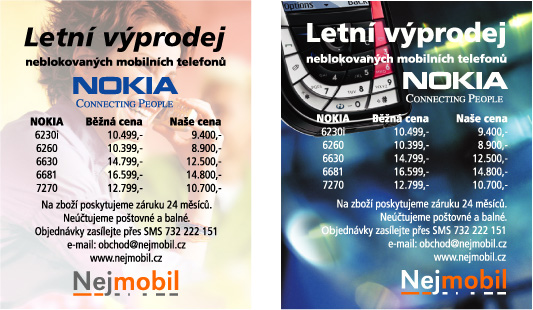 Letní výprodej
neblokovaných mobilních telefonů
NOKIA
CONNECTING PEOPLE
NOKIA Běžná cena Naše cena
6230i 10.499,- 9.400,-
6260 10.399,- 8.900,-
6630 14.799,- 12.500,-
6681 16.599,- 14.800,-
7270 12.799,- 10.700,-
Na zboží poskytujeme záruku 24 měsíců.
Neúčtujeme poštovné a balné.
Objednávky zasílejte přes SMS 732 222 151
e-mail: obchod@nejmobil.cz
www.nejmobil.cz
Nejmobil
Options Back
Letní výprodej
neblokovaných mobilních telefonů
NOKIA
CONNECTING PEOPLE
NOKIA Běžná cena Naše cena
6230i 10.499,- 9.400,-
6260 10.399,- 8.900,-
6630 14.799,- 12.500,-
6681 16.599,- 14.800,-
7270 12.799,- 10.700,-
Na zboží poskytujeme záruku 24 měsíců.
Neúčtujeme poštovné a balné.
Objednávky zasílejte přes SMS 732 222 151
e-mail: obchod@nejmobil.cz
www.nejmobil.cz
Nejmobil